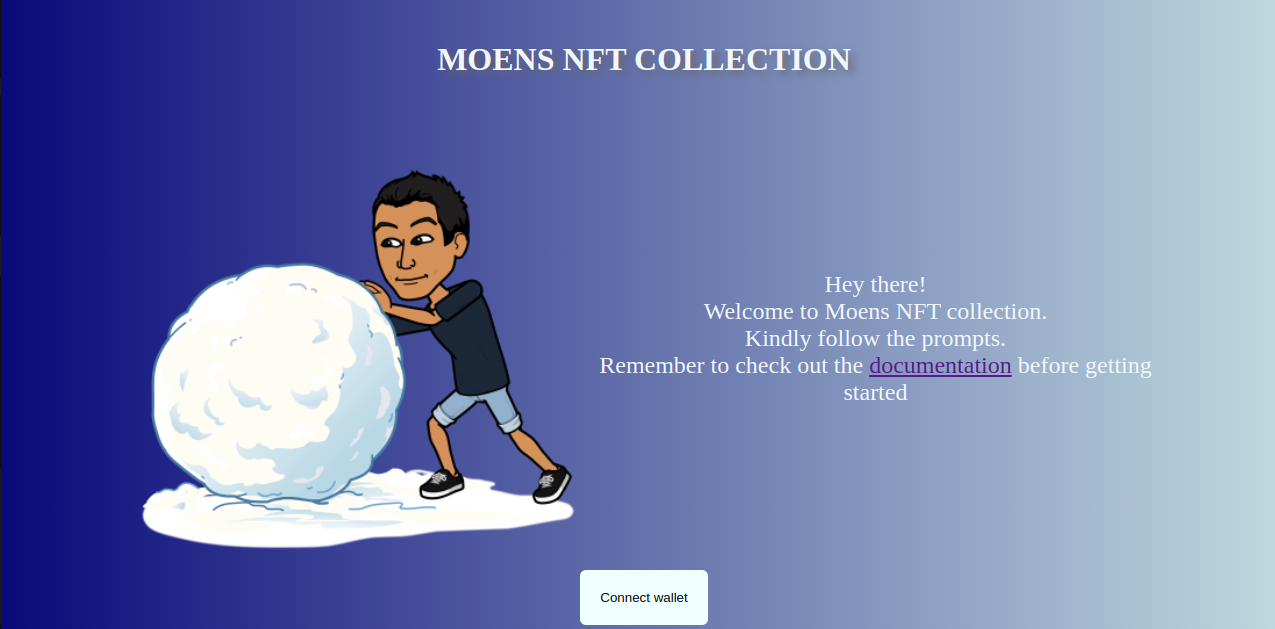 MOENS NFT COLLECTION
Hey there!
Welcome to Moens NFT collection.
Kindly follow the prompts.
Remember to check out the documentation before getting
started
Connect wallet